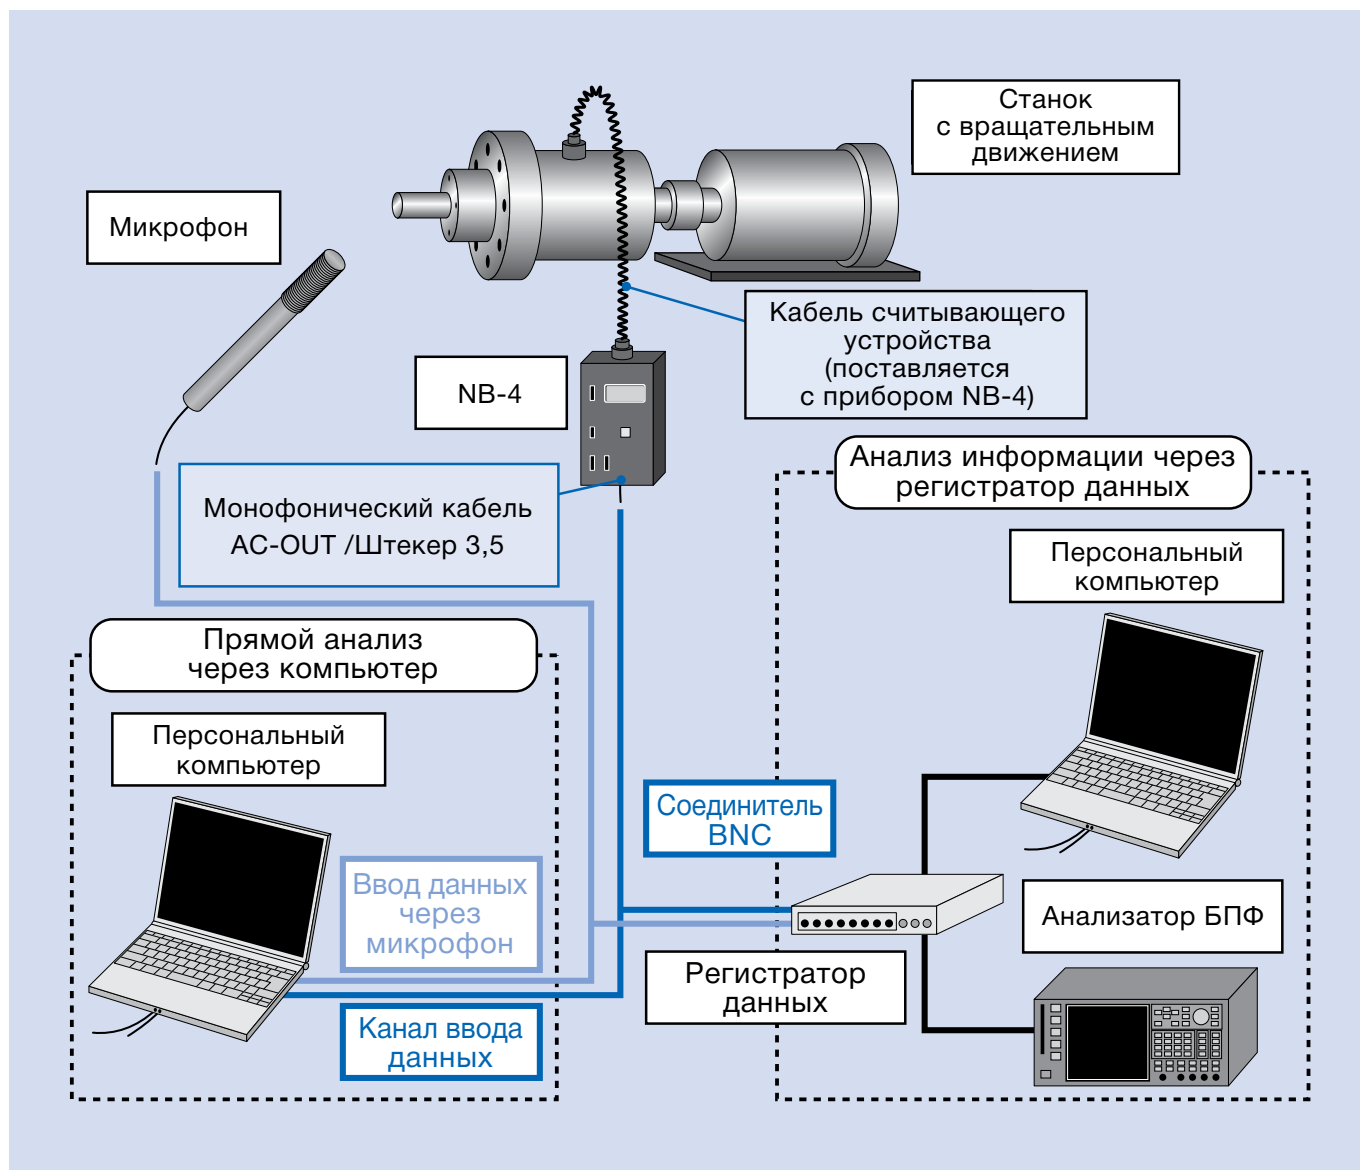 Станок
с вращательным
движением
Микрофон
Кабель считывающего
устройства
(поставляется
с прибором NB-4)
NB-4
Анализ информации через
регистратор данных
Монофонический кабель
AC-OUT /Штекер 3,5
Персональный
компьютер
Прямой анализ
через компьютер
Персональный
компьютер
Соединитель
BNC
Ввод данных
через
микрофон
Анализатор БПФ
Регистратор
данных
Канал ввода
данных